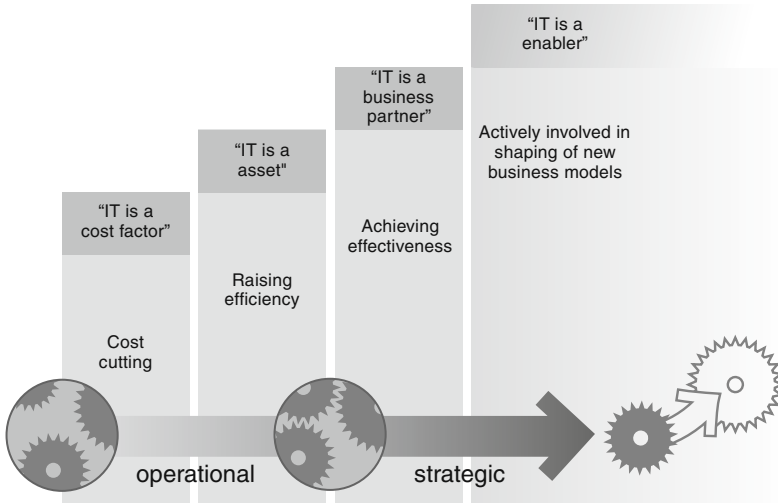 “IT is a
cost factor”
Cost
cutting
“IT is a
asset"
Raising
efficiency
“IT is a
business
partner”
Achieving
effectiveness
“IT is a
enabler”
Actively involved in
shaping of new
business models
operational
strategic